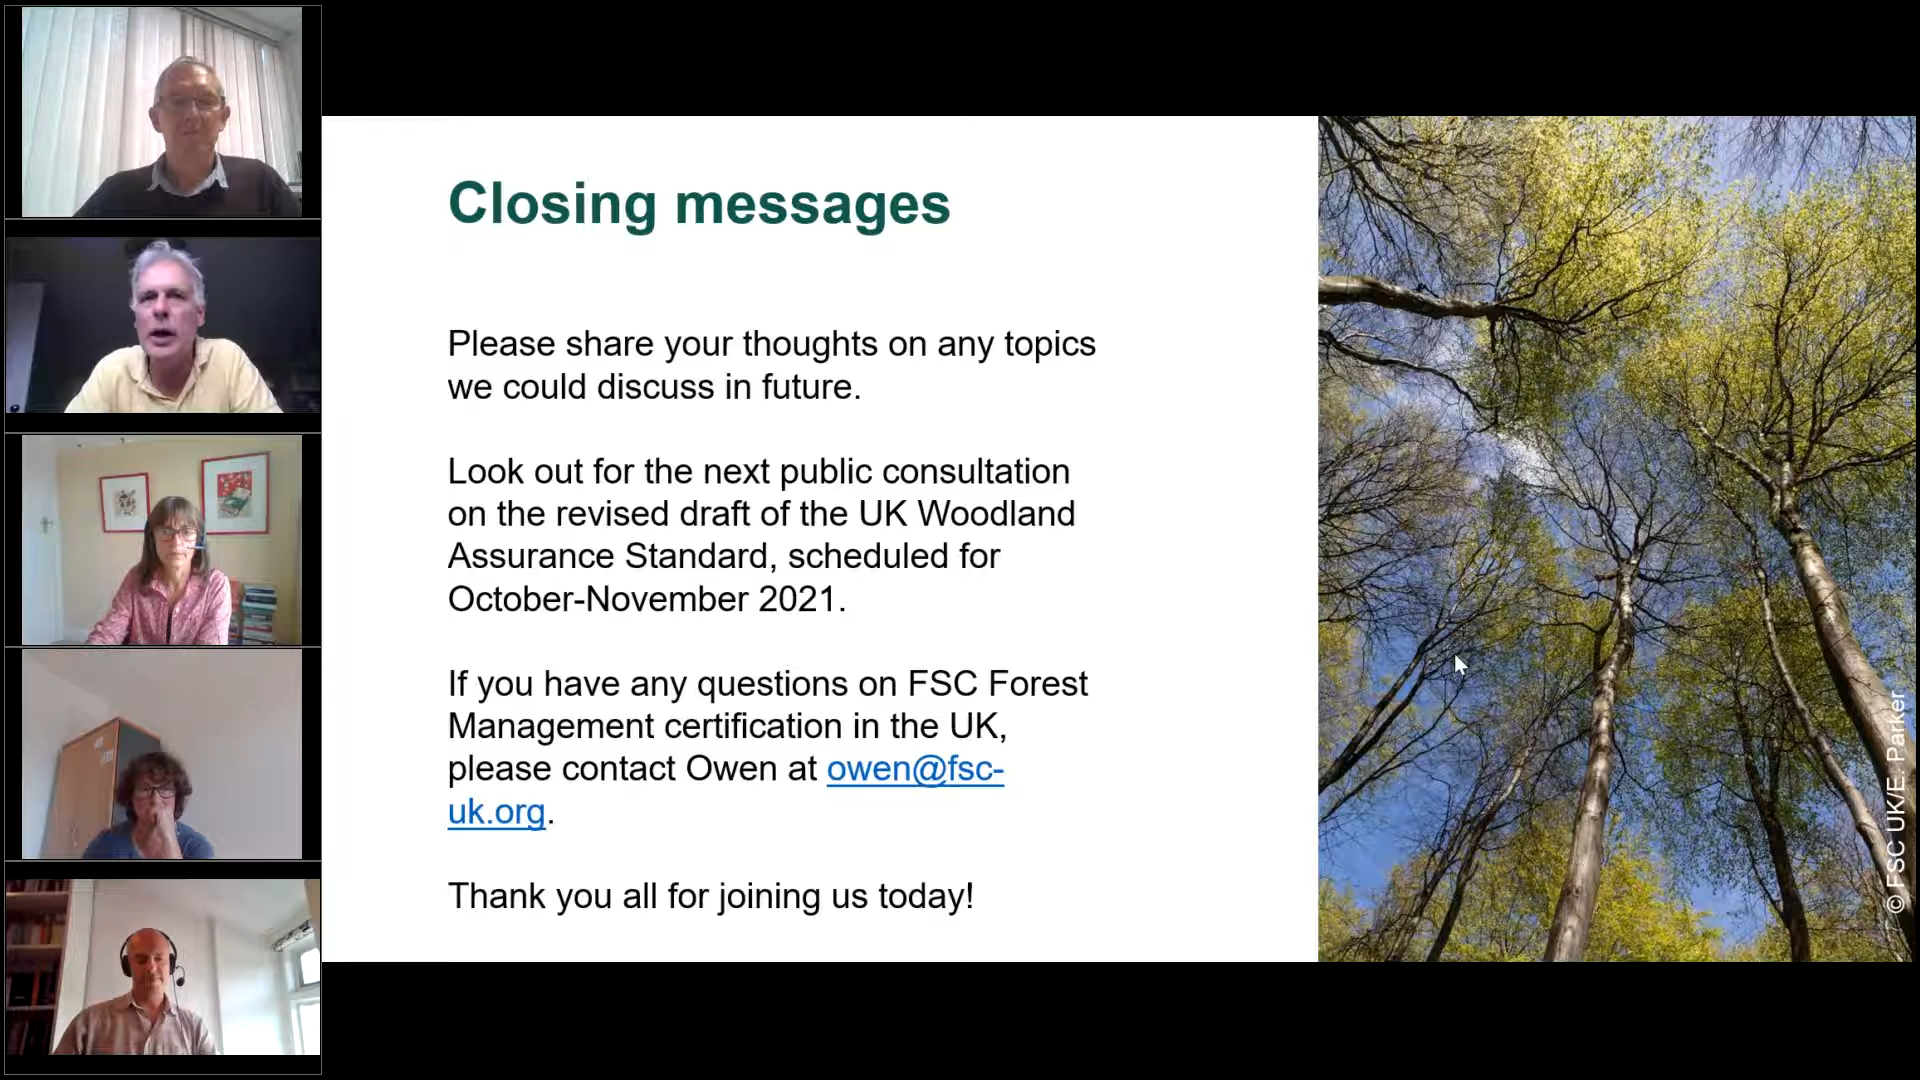 Closing messages
Please share your thoughts on any topics
we could discuss in future.
Look out for the next public consultation
on the revised draft of the UK Woodland
Assurance Standard, scheduled for
October-November 2021.
If you have any questions on FSC Forest
Management certification in the UK,
please contact Owen at owen@fsc-
uk.org.
Thank you all for joining us today!
© FSC UK/E. Parker